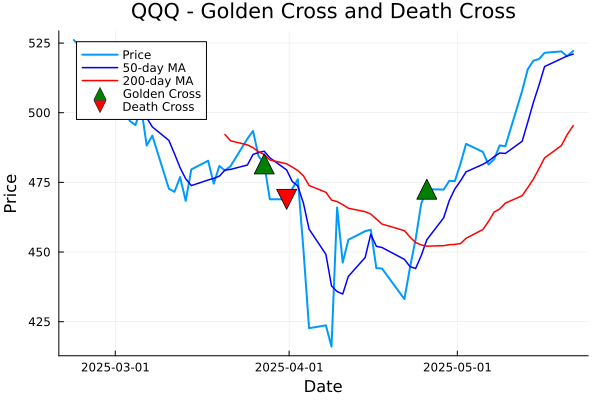 QQQ - Golden Cross and Death Cross
Price
50-day MA
200-day MA
Golden Cross
Death Cross
525
500
475
450
425
Price
2025-03-01
2025-04-01
2025-05-01
Date